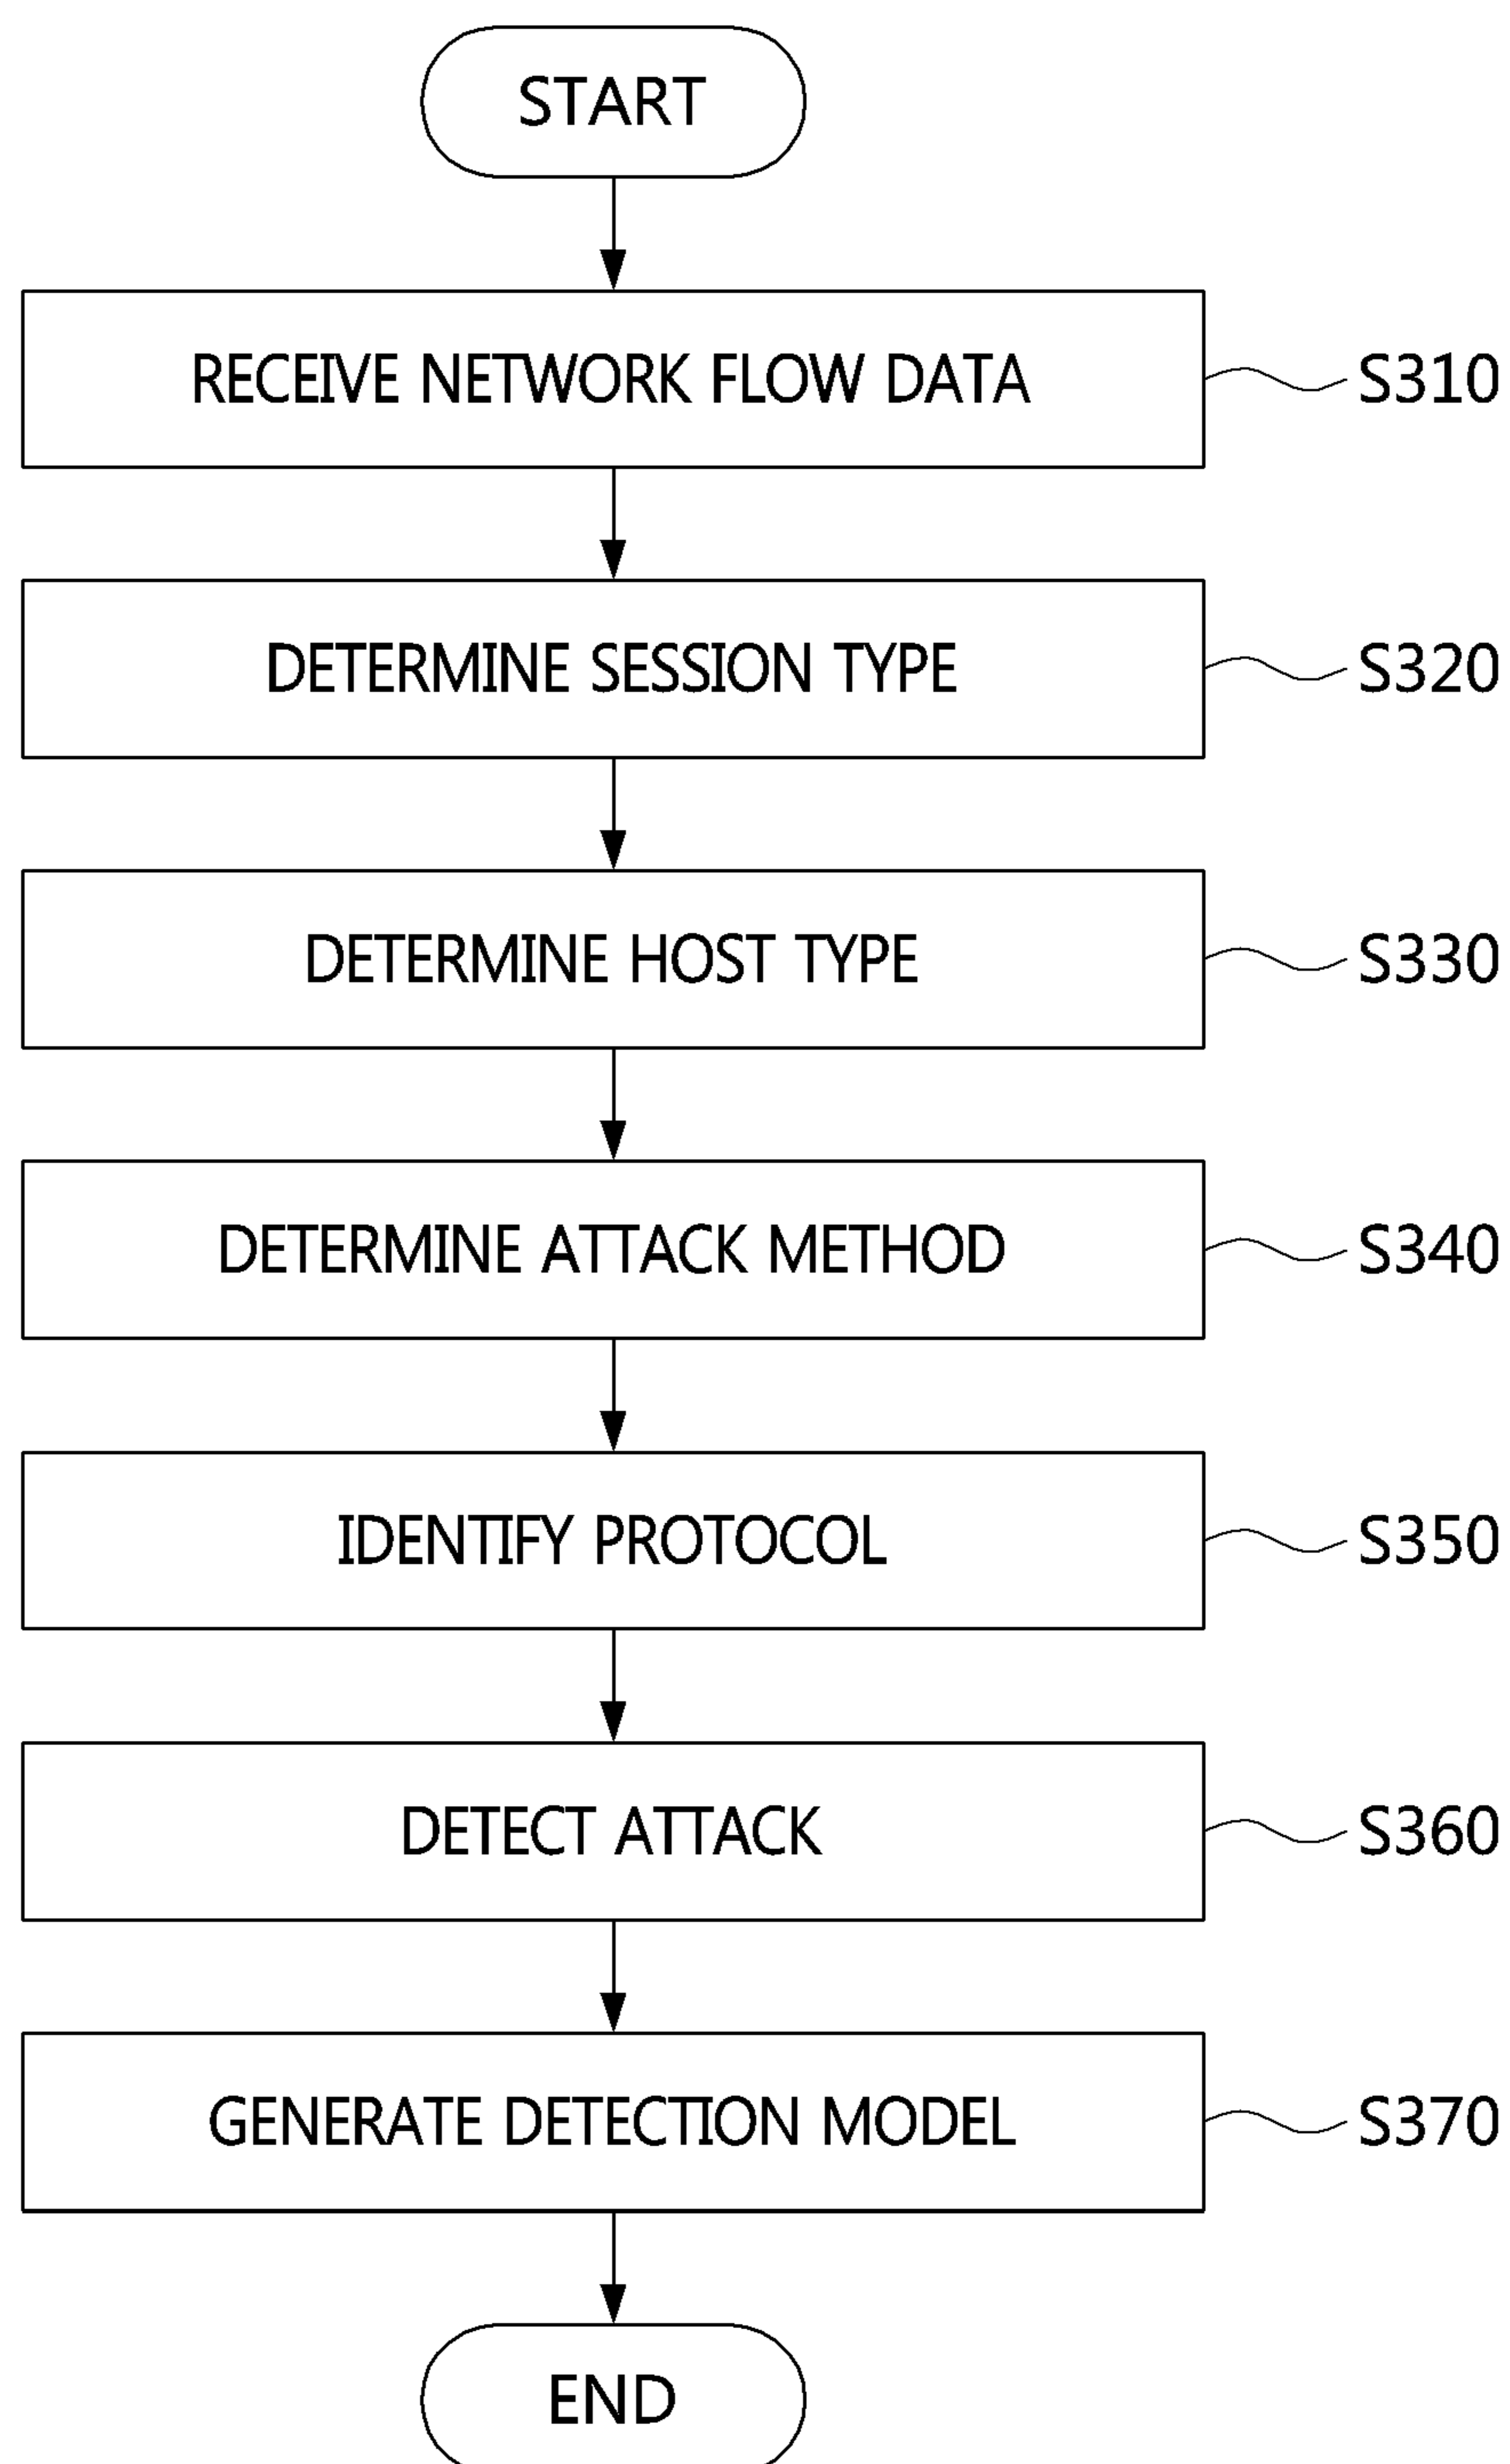 START
RECEIVE NETWORK FLOW DATA S310
DETERMINE SESSION TYPE S320
DETERMINE HOST TYPE S330
DETERMINE ATTACK METHOD S340
IDENTIFY PROTOCOL S350
DETECT ATTACK S360
GENERATE DETECTION MODEL S370
END